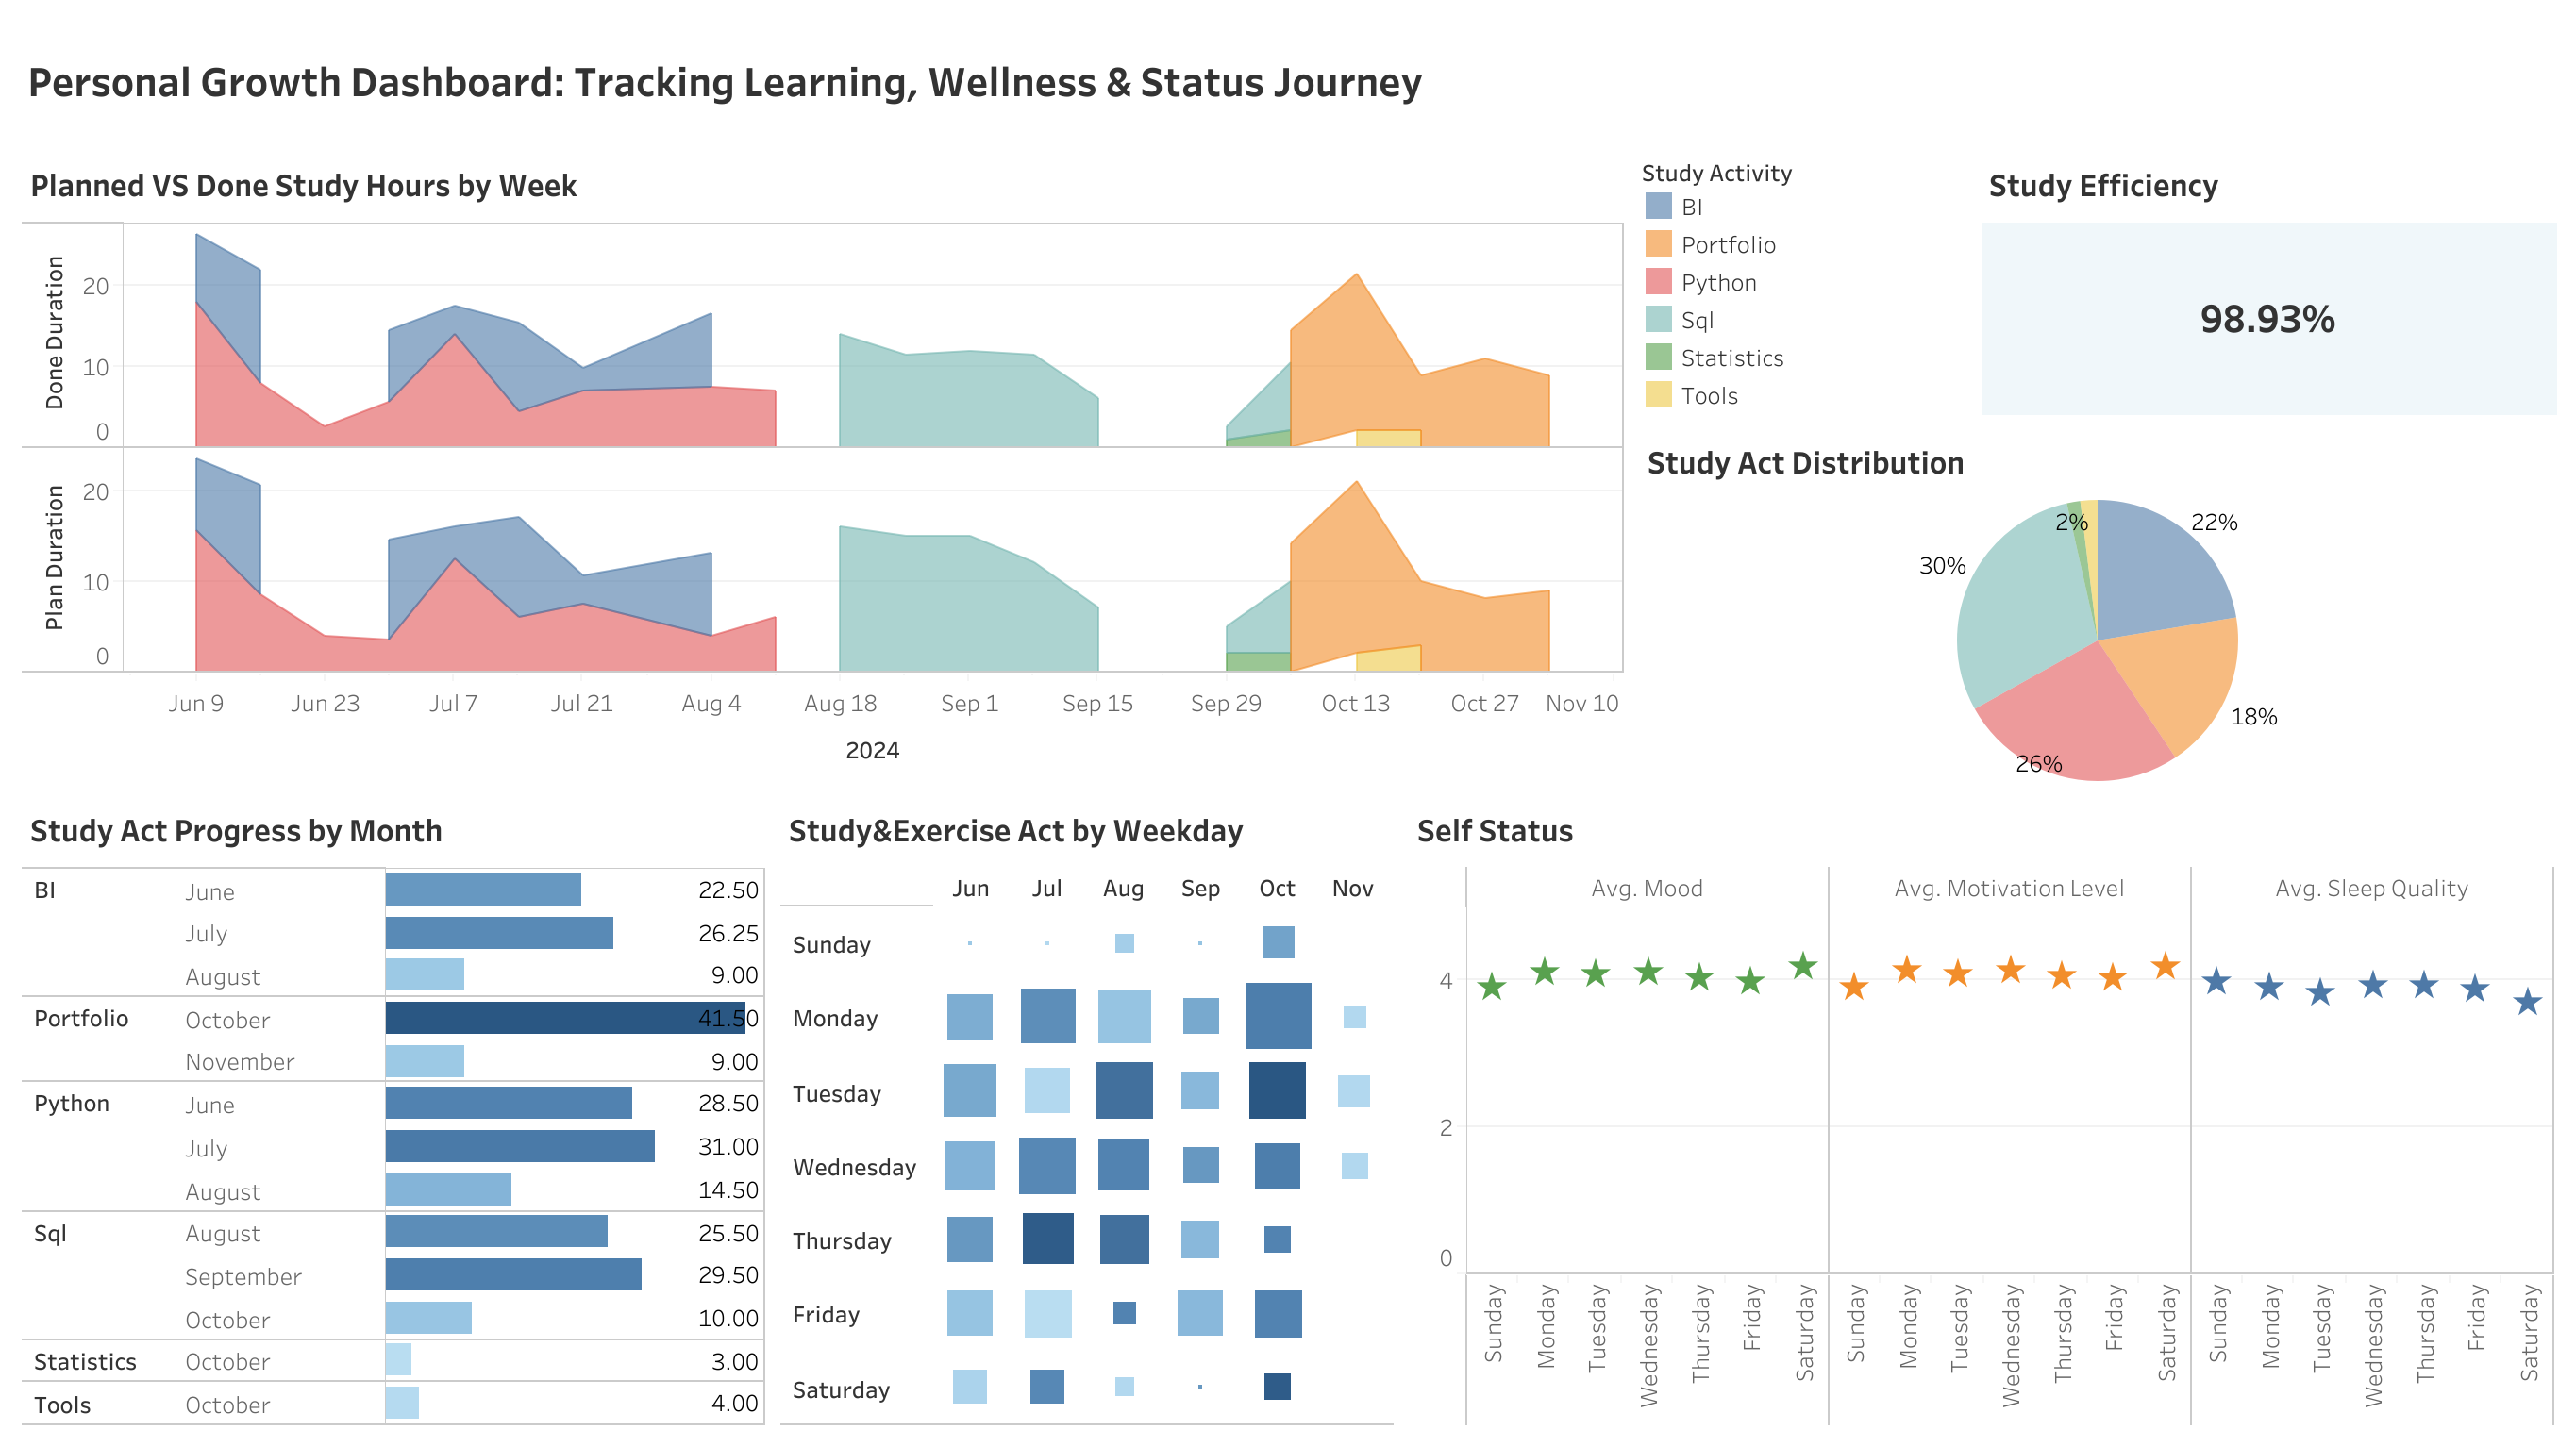 Personal Growth Dashboard: Tracking Learning, Wellness & Status Journey
Planned VS Done Study Hours by Week
Done Duration
20
10
0
Plan Duration
20
10
0
Jun 9 Jun 23 Jul 7 Jul 21 Aug 4 Aug 18 Sep 1 Sep 15 Sep 29 Oct 13 Oct 27 Nov 10
2024
Study Activity
BI
Portfolio
Python
Sql
Statistics
Tools
Study Efficiency
98.93%
Study Act Distribution
2%
22%
30%
18%
26%
Study Act Progress by Month
BI June 22.50
July 26.25
August 9.00
Portfolio October 41.50
November 9.00
Python June 28.50
July 31.00
August 14.50
Sql August 25.50
September 29.50
October 10.00
Statistics October 3.00
Tools October 4.00
Study&Exercise Act by Weekday
Jun Jul Aug Sep Oct Nov
Sunday
Monday
Tuesday
Wednesday
Thursday
Friday
Saturday
Self Status
Avg. Mood Avg. Motivation Level Avg. Sleep Quality
4
2
0
Sunday Monday Tuesday Wednesday Thursday Friday Saturday Sunday Monday Tuesday Wednesday Thursday Friday Saturday Sunday Monday Tuesday Wednesday Thursday Friday Saturday